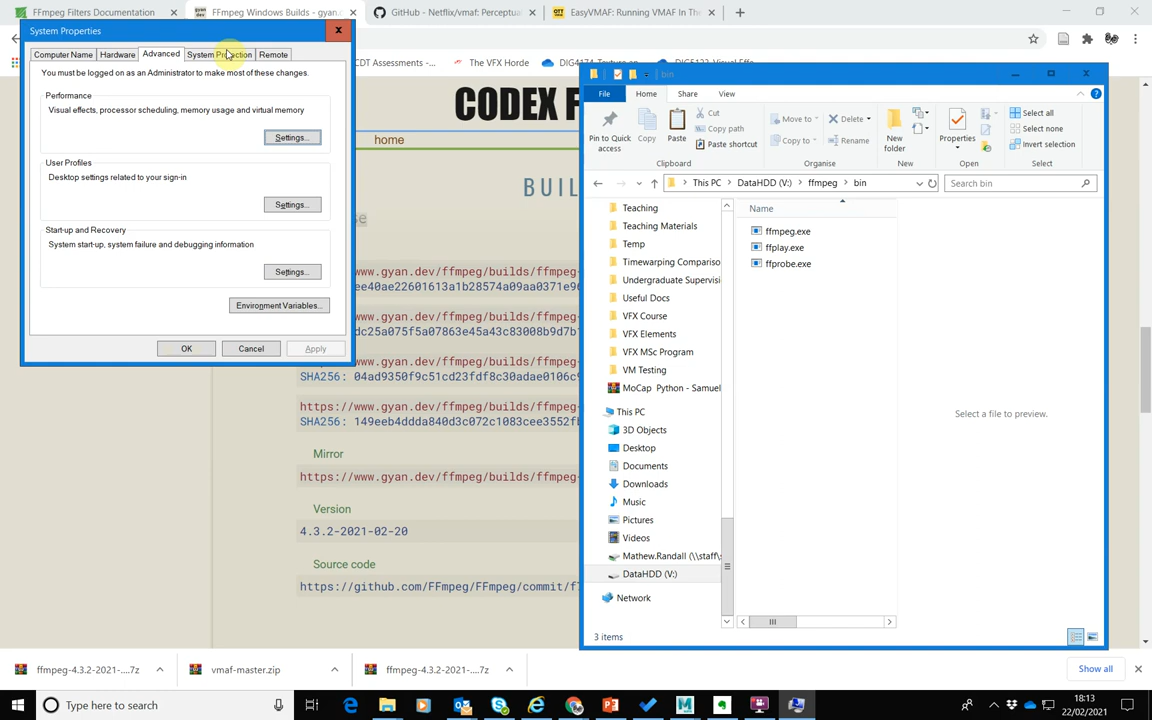 FFmpeg Filters Documentation
FFmpeg Windows Builds - gyan.c
GitHub - Netflix/vmaf: Perceptual
EasyVMAF: Running VMAF In The
System Properties
Computer Name
Hardware
Advanced
System Protection
Remote
You must be logged on as an Administrator to make most of these changes.
Performance
Visual effects, processor scheduling, memory usage and virtual memory
Settings...
User Profiles
Desktop settings related to your sign-in
Settings...
Start-up and Recovery
System start-up, system failure and debugging information
Settings...
Environment Variables...
OK
Cancel
Apply
CDT Assessments -...
The VFX Horde
CODEX F
home
BUIL
se
www.gyan.dev/ffmpeg/builds/ffmpeg-
ee40ae22601613a1b28574a09aa0371e96
www.gyan.dev/ffmpeg/builds/ffmpeg-
dc25a075f5a07863e45a43c83008b9d7b
https://www.gyan.dev/ffmpeg/builds/ffmpeg-
SHA256: 04ad9350f9c51cd23fdf8c30adae0106c9
https://www.gyan.dev/ffmpeg/builds/ffmpeg-
SHA256: 149eeb4ddda840d3c072c1083cee3552fb
Mirror
https://www.gyan.dev/ffmpeg/builds/ffmpeg-
Version
4.3.2-2021-02-20
Source code
https://github.com/FFmpeg/FFmpeg/commit/f
bin
File
Home
Share
View
Pin to Quick
access
Copy
Paste
Cut
Copy path
Paste shortcut
Clipboard
Move to
Copy to
Delete
Rename
Organise
New
folder
New
Properties
Open
Select all
Select none
Invert selection
Select
This PC
DataHDD (V:)
ffmpeg
bin
Search bin
Teaching
Teaching Materials
Temp
Timewarping Compariso
Undergraduate Supervisi
Useful Docs
VFX Course
VFX Elements
VFX MSc Program
VM Testing
MoCap Python - Samuel
This PC
3D Objects
Desktop
Documents
Downloads
Music
Pictures
Videos
Mathew.Randall (\\staff\
DataHDD (V:)
Network
Name
ffmpeg.exe
ffplay.exe
ffprobe.exe
Select a file to preview.
3 items
ffmpeg-4.3.2-2021-....7z
vmaf-master.zip
ffmpeg-4.3.2-2021-....7z
Show all
Type here to search
18:13
22/02/2021